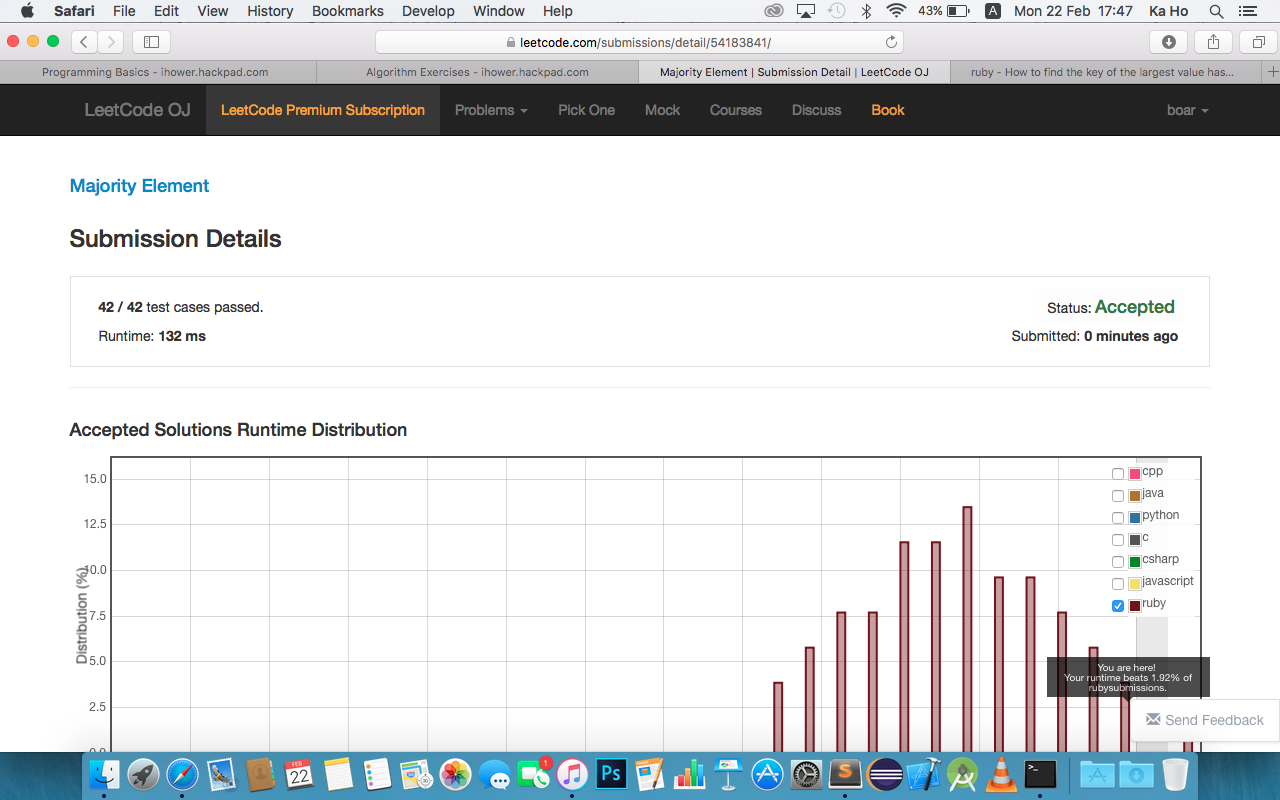 Safari File Edit View History Bookmarks Develop Window Help 43% A Mon 22 Feb 17:47 Ka Ho
leetcode.com/submissions/detail/54183841/
Programming Basics - ihower.hackpad.com
Algorithm Exercises - ihower.hackpad.com
Majority Element | Submission Detail | LeetCode OJ
ruby - How to find the key of the largest value has...
LeetCode OJ LeetCode Premium Subscription Problems Pick One Mock Courses Discuss Book boar
Majority Element
Submission Details
42 / 42 test cases passed.
Status: Accepted
Runtime: 132 ms
Submitted: 0 minutes ago
Accepted Solutions Runtime Distribution
Distribution (%)
15.0
12.5
10.0
7.5
5.0
2.5
0.0
cpp
java
python
c
csharp
javascript
ruby
You are here!
Your runtime beats 1.92% of
rubysubmissions.
Send Feedback
FEB
22
1
Ps
S
>_